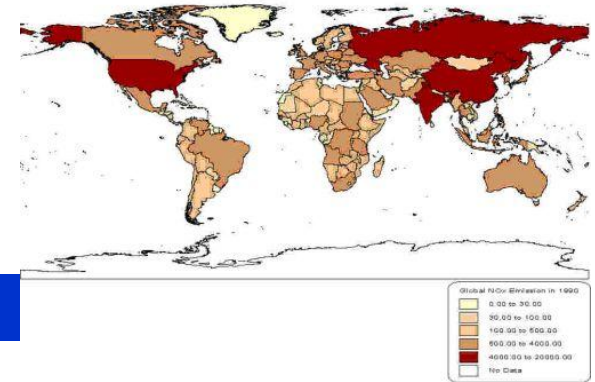 Global NOx Emission in 1990
0.00 to 30.00
30.00 to 100.00
100.00 to 500.00
500.00 to 4000.00
4000.00 to 20000.00
No Data